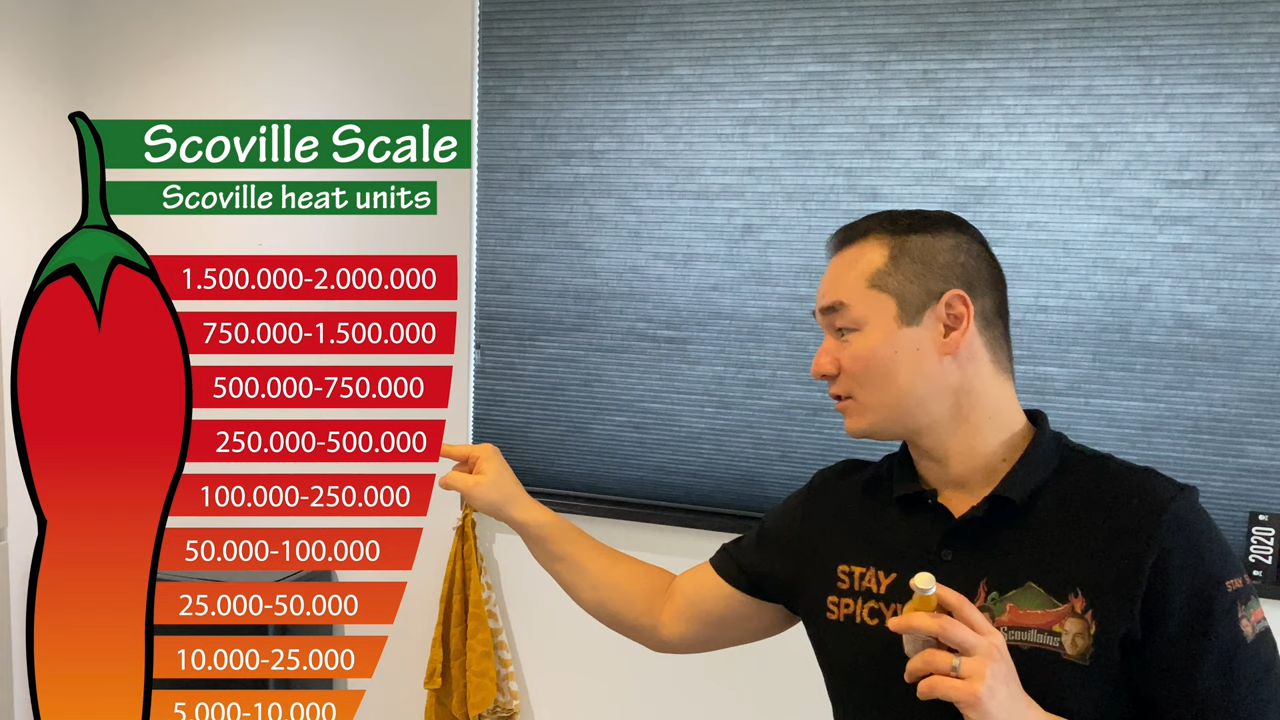 Scoville Scale
Scoville heat units
1.500.000-2.000.000
750.000-1.500.000
500.000-750.000
250.000-500.000
100.000-250.000
50.000-100.000
25.000-50.000
10.000-25.000
5.000-10.000
STAY
SPICY
Scovillains
2020
STAY